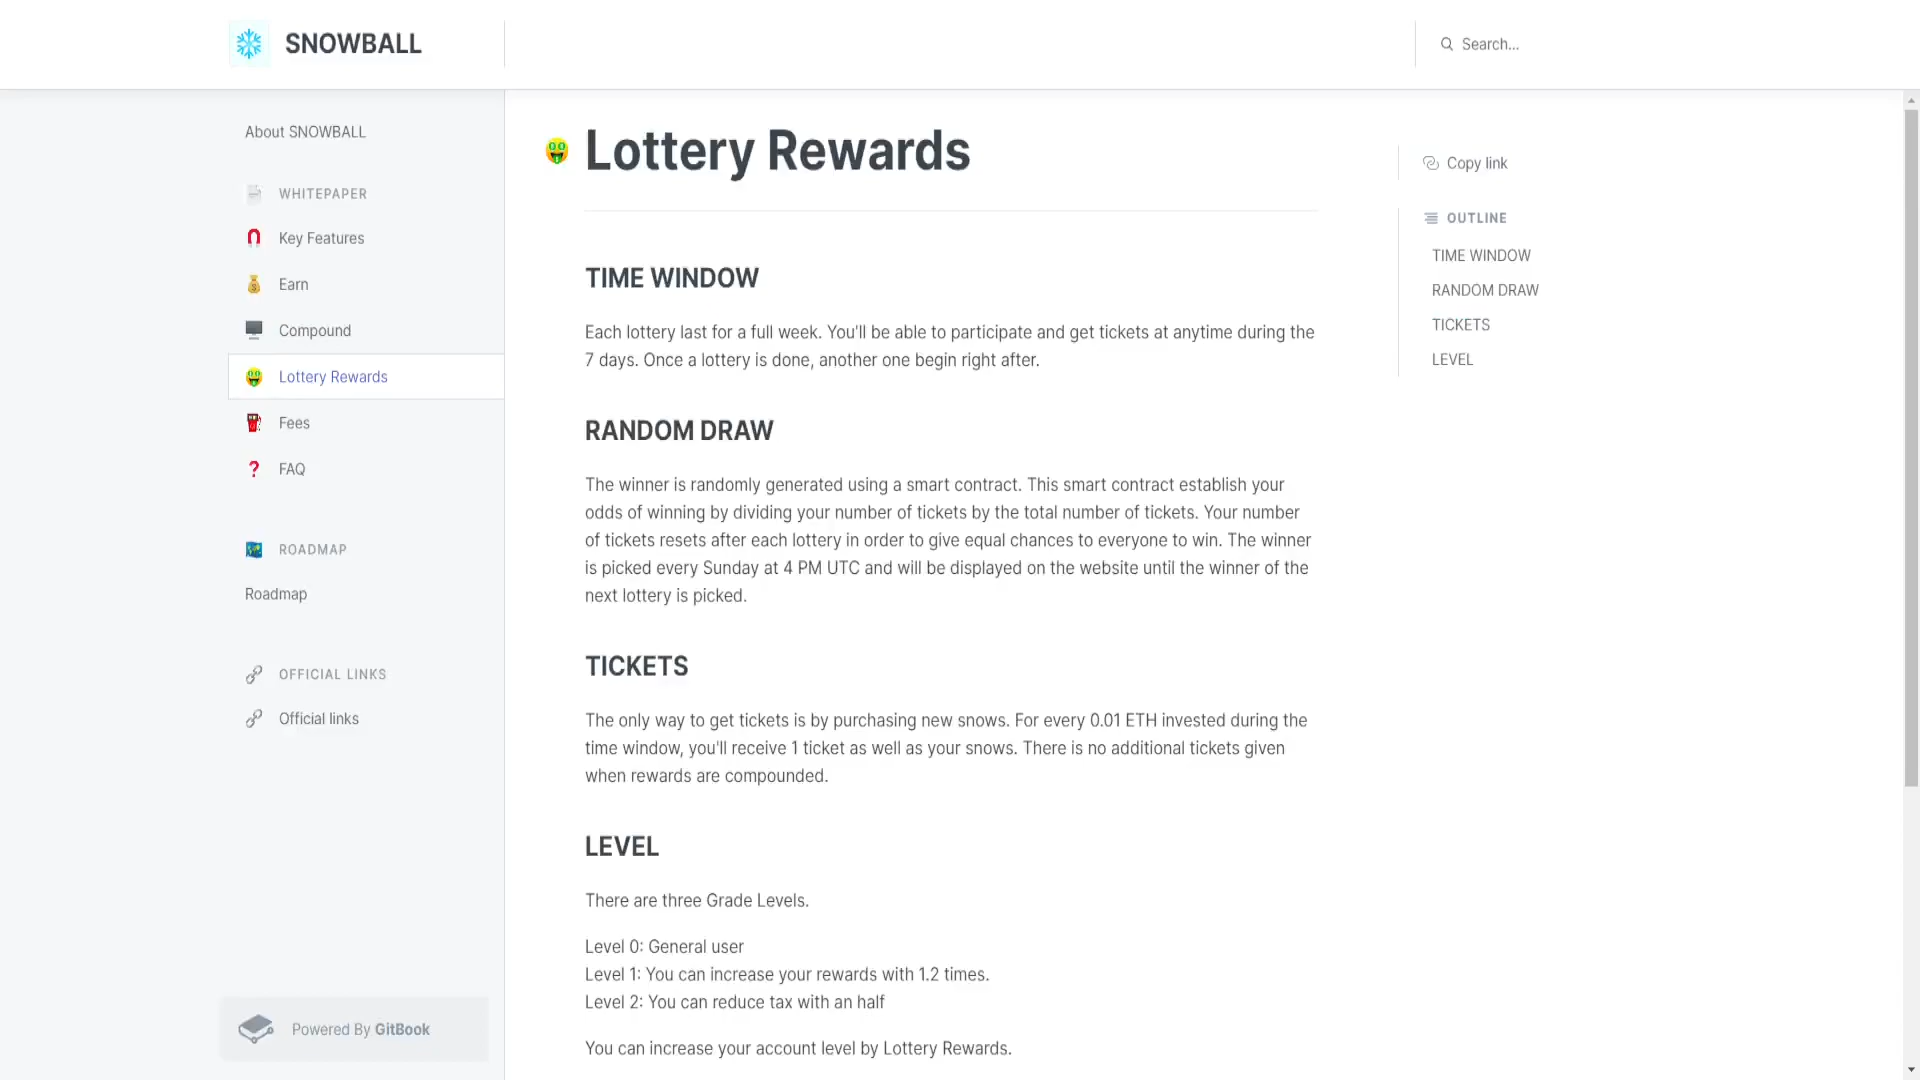 SNOWBALL
Search...
About SNOWBALL
WHITEPAPER
Key Features
Earn
Compound
Lottery Rewards
Fees
FAQ
ROADMAP
Roadmap
OFFICIAL LINKS
Official links
Powered By GitBook
Lottery Rewards
TIME WINDOW
Each lottery last for a full week. You'll be able to participate and get tickets at anytime during the
7 days. Once a lottery is done, another one begin right after.
RANDOM DRAW
The winner is randomly generated using a smart contract. This smart contract establish your
odds of winning by dividing your number of tickets by the total number of tickets. Your number
of tickets resets after each lottery in order to give equal chances to everyone to win. The winner
is picked every Sunday at 4 PM UTC and will be displayed on the website until the winner of the
next lottery is picked.
TICKETS
The only way to get tickets is by purchasing new snows. For every 0.01 ETH invested during the
time window, you'll receive 1 ticket as well as your snows. There is no additional tickets given
when rewards are compounded.
LEVEL
There are three Grade Levels.
Level 0: General user
Level 1: You can increase your rewards with 1.2 times.
Level 2: You can reduce tax with an half
You can increase your account level by Lottery Rewards.
Copy link
OUTLINE
TIME WINDOW
RANDOM DRAW
TICKETS
LEVEL